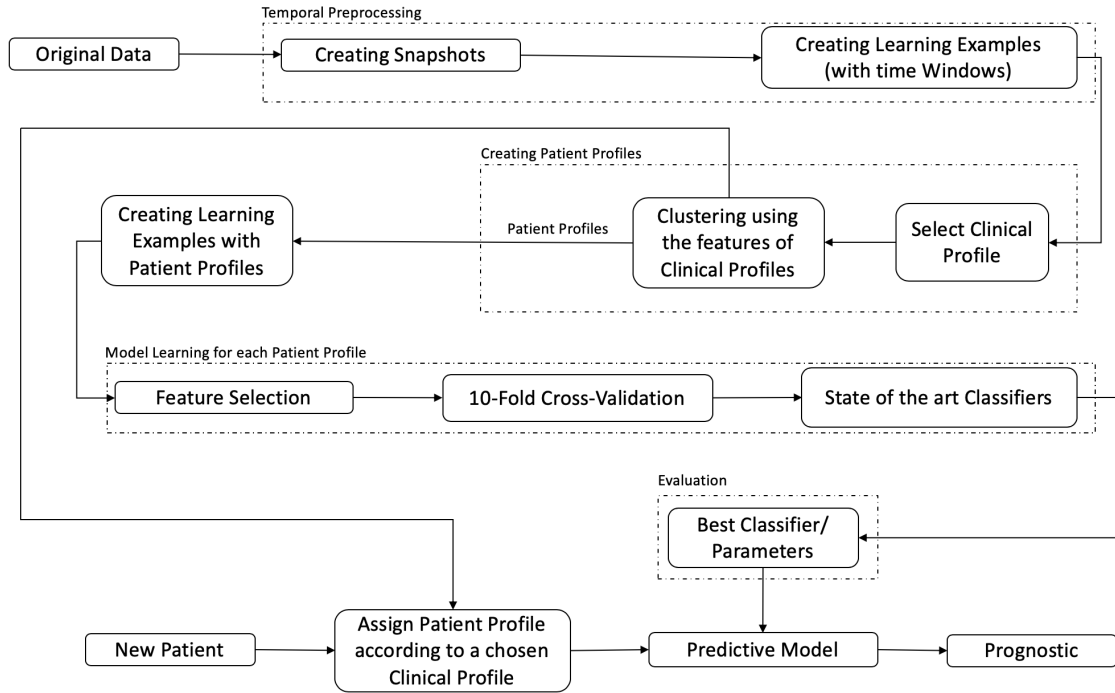 Temporal Preprocessing
Original Data
Creating Snapshots
Creating Learning Examples
(with time Windows)
Creating Patient Profiles
Creating Learning
Examples with
Patient Profiles
Patient Profiles
Clustering using
the features of
Clinical Profiles
Select Clinical
Profile
Model Learning for each Patient Profile
Feature Selection
10-Fold Cross-Validation
State of the art Classifiers
Evaluation
Best Classifier/
Parameters
New Patient
Assign Patient Profile
according to a chosen
Clinical Profile
Predictive Model
Prognostic